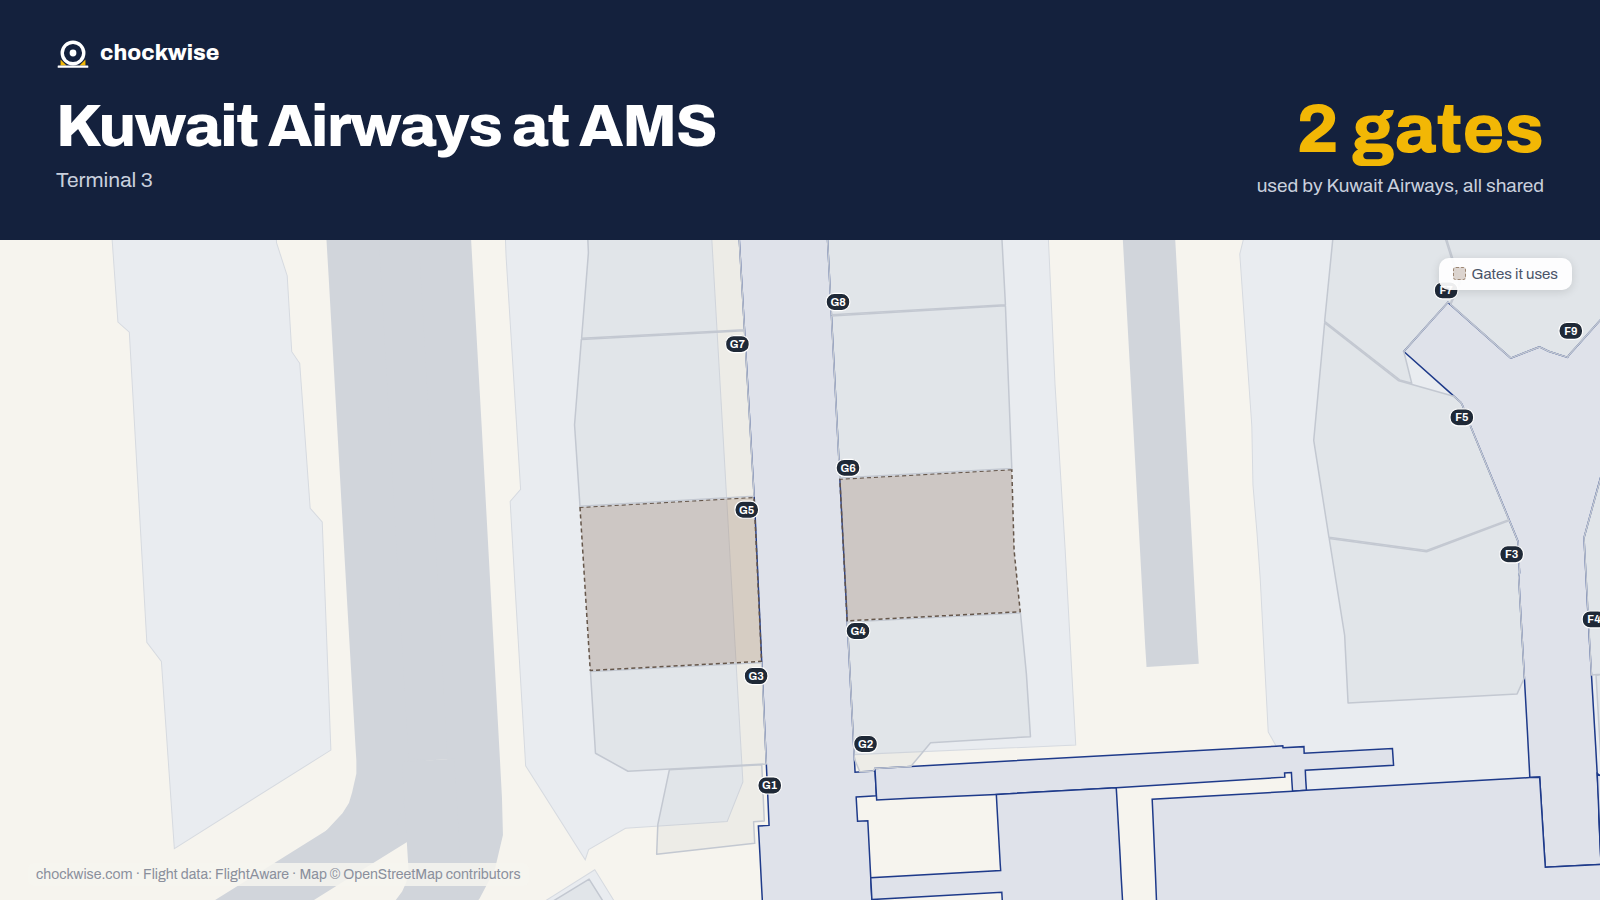 chockwise
Kuwait Airways at AMS
Terminal 3
2 gates
used by Kuwait Airways, all shared
Gates it uses
F7
G8
F9
G7
F5
G6
G5
F3
F4
G4
G3
G2
G1
chockwise.com · Flight data: FlightAware · Map © OpenStreetMap contributors